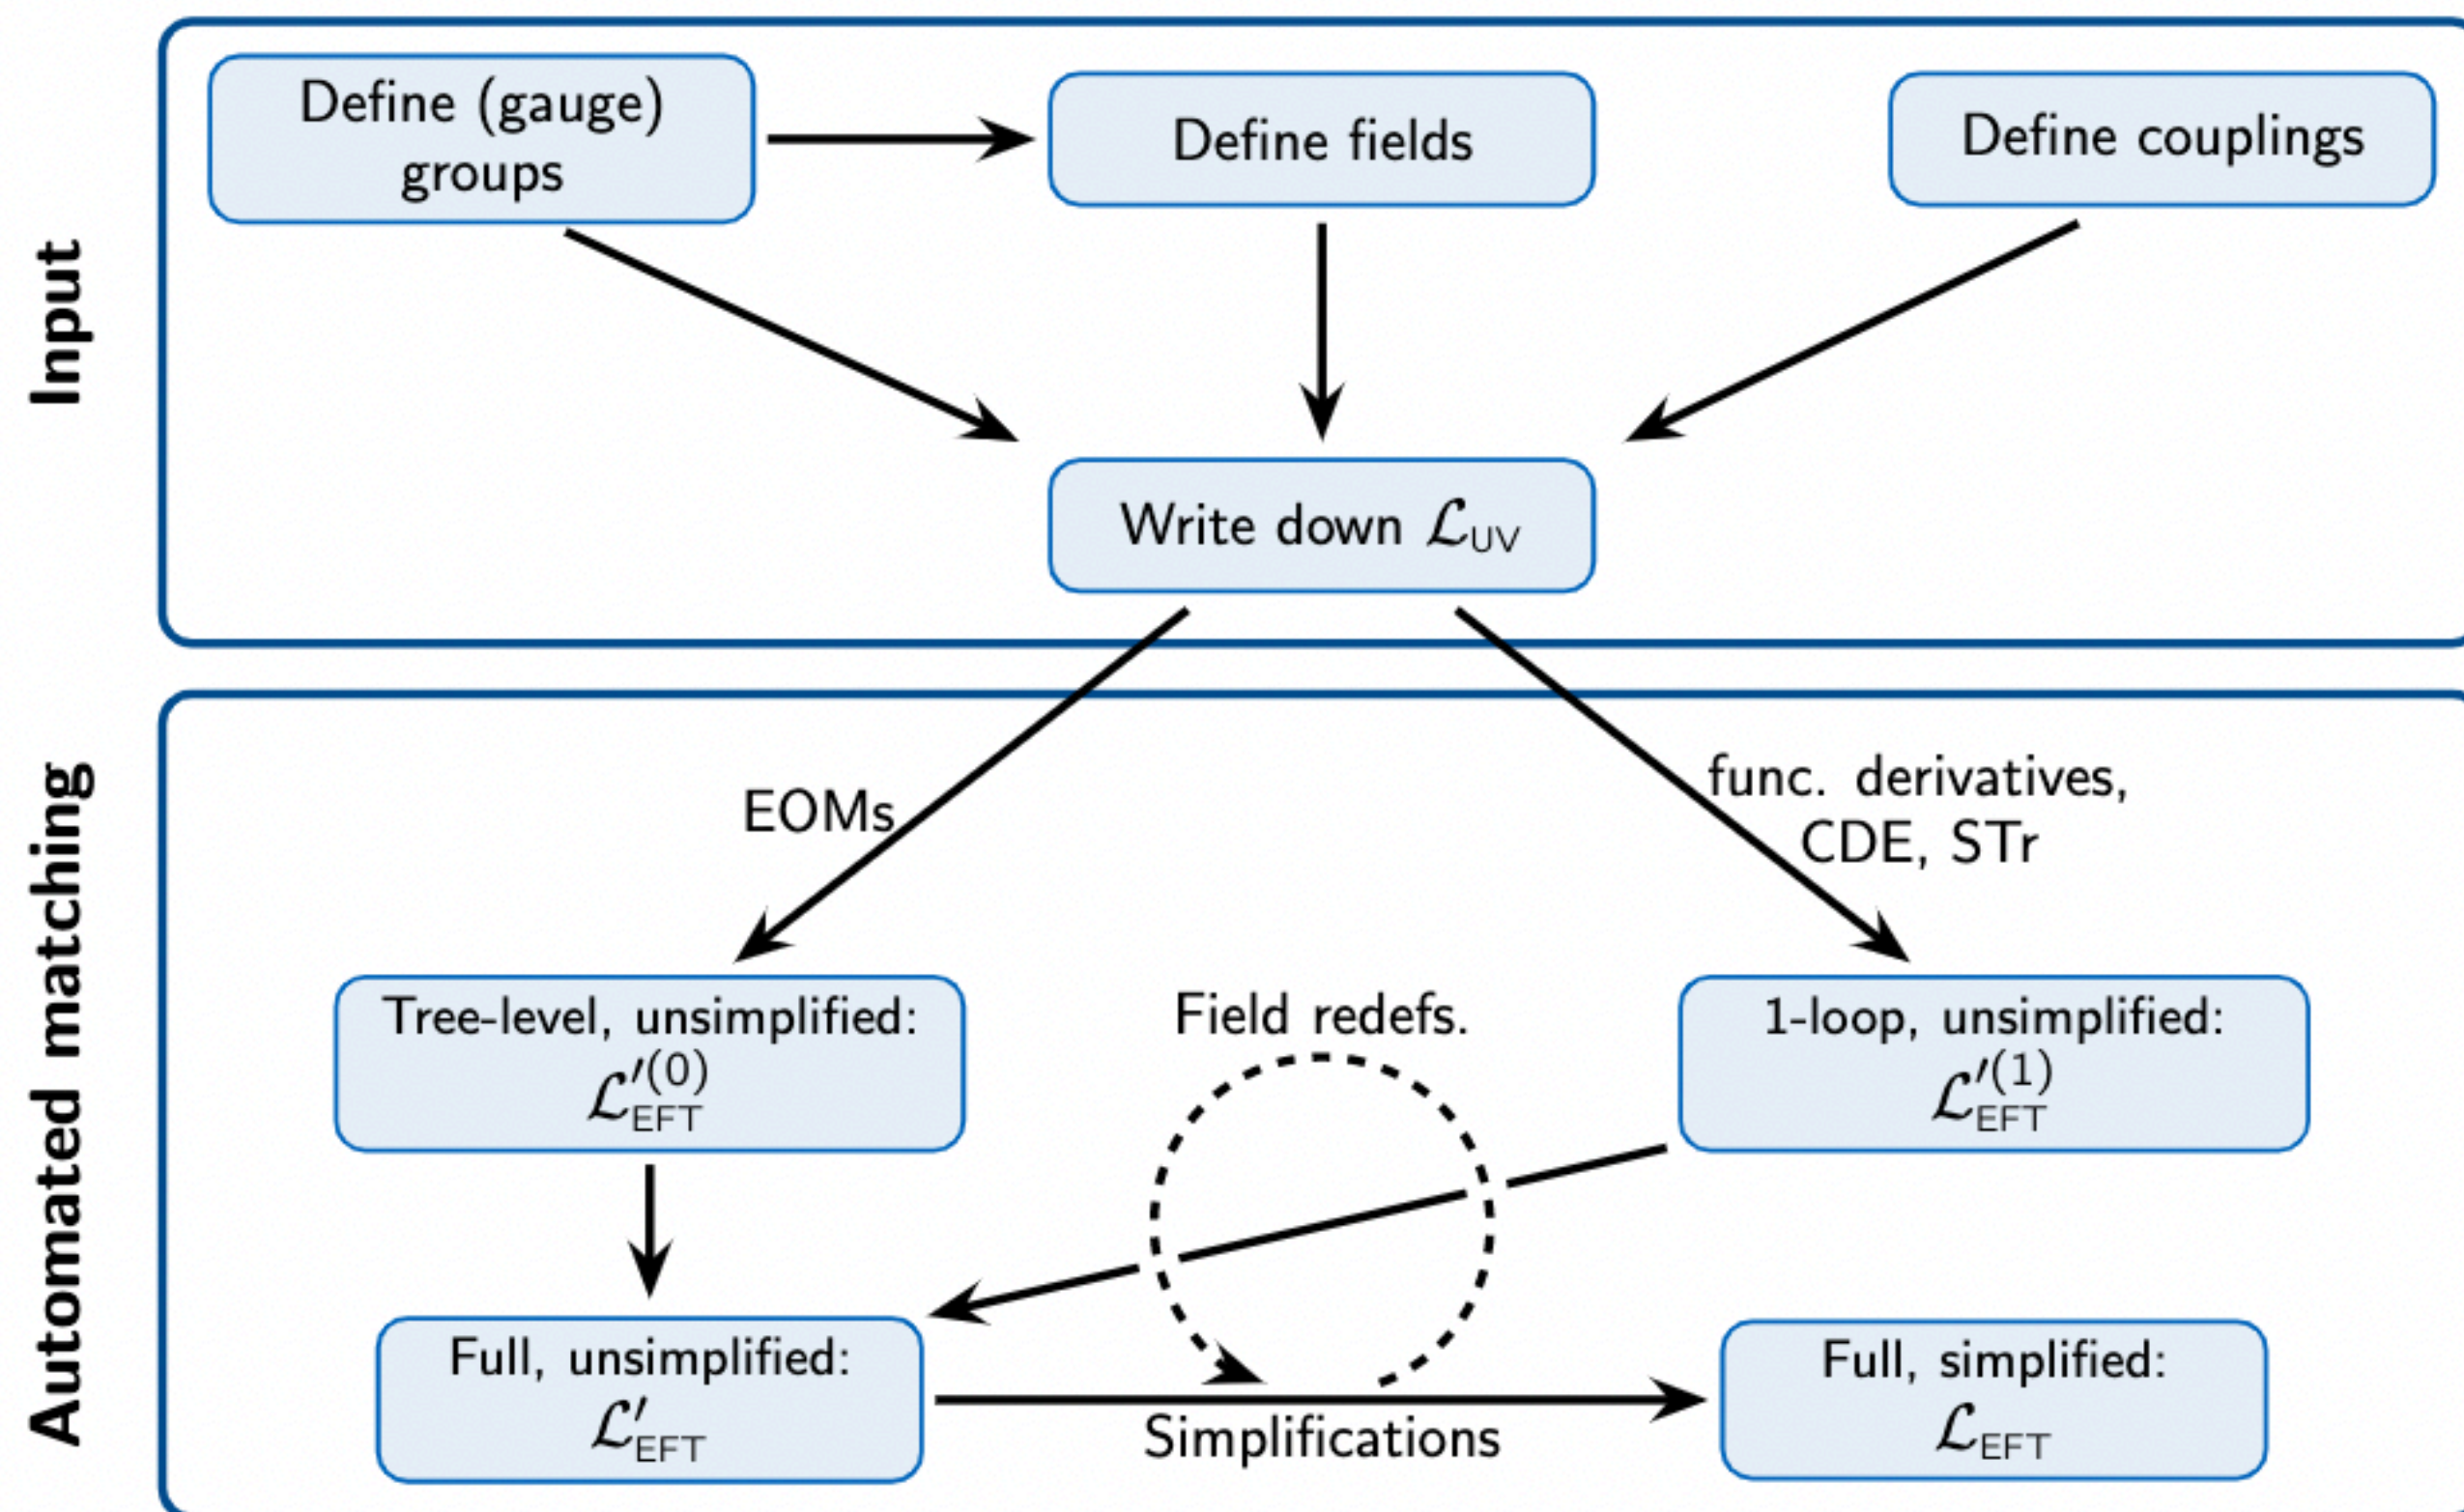 Input
Define (gauge)
groups
Define fields
Define couplings
Write down ℒ_UV
Automated matching
EOMs
func. derivatives,
CDE, STr
Tree-level, unsimplified:
ℒ′^(0)_EFT
Field redefs.
1-loop, unsimplified:
ℒ′^(1)_EFT
Full, unsimplified:
ℒ′_EFT
Simplifications
Full, simplified:
ℒ_EFT